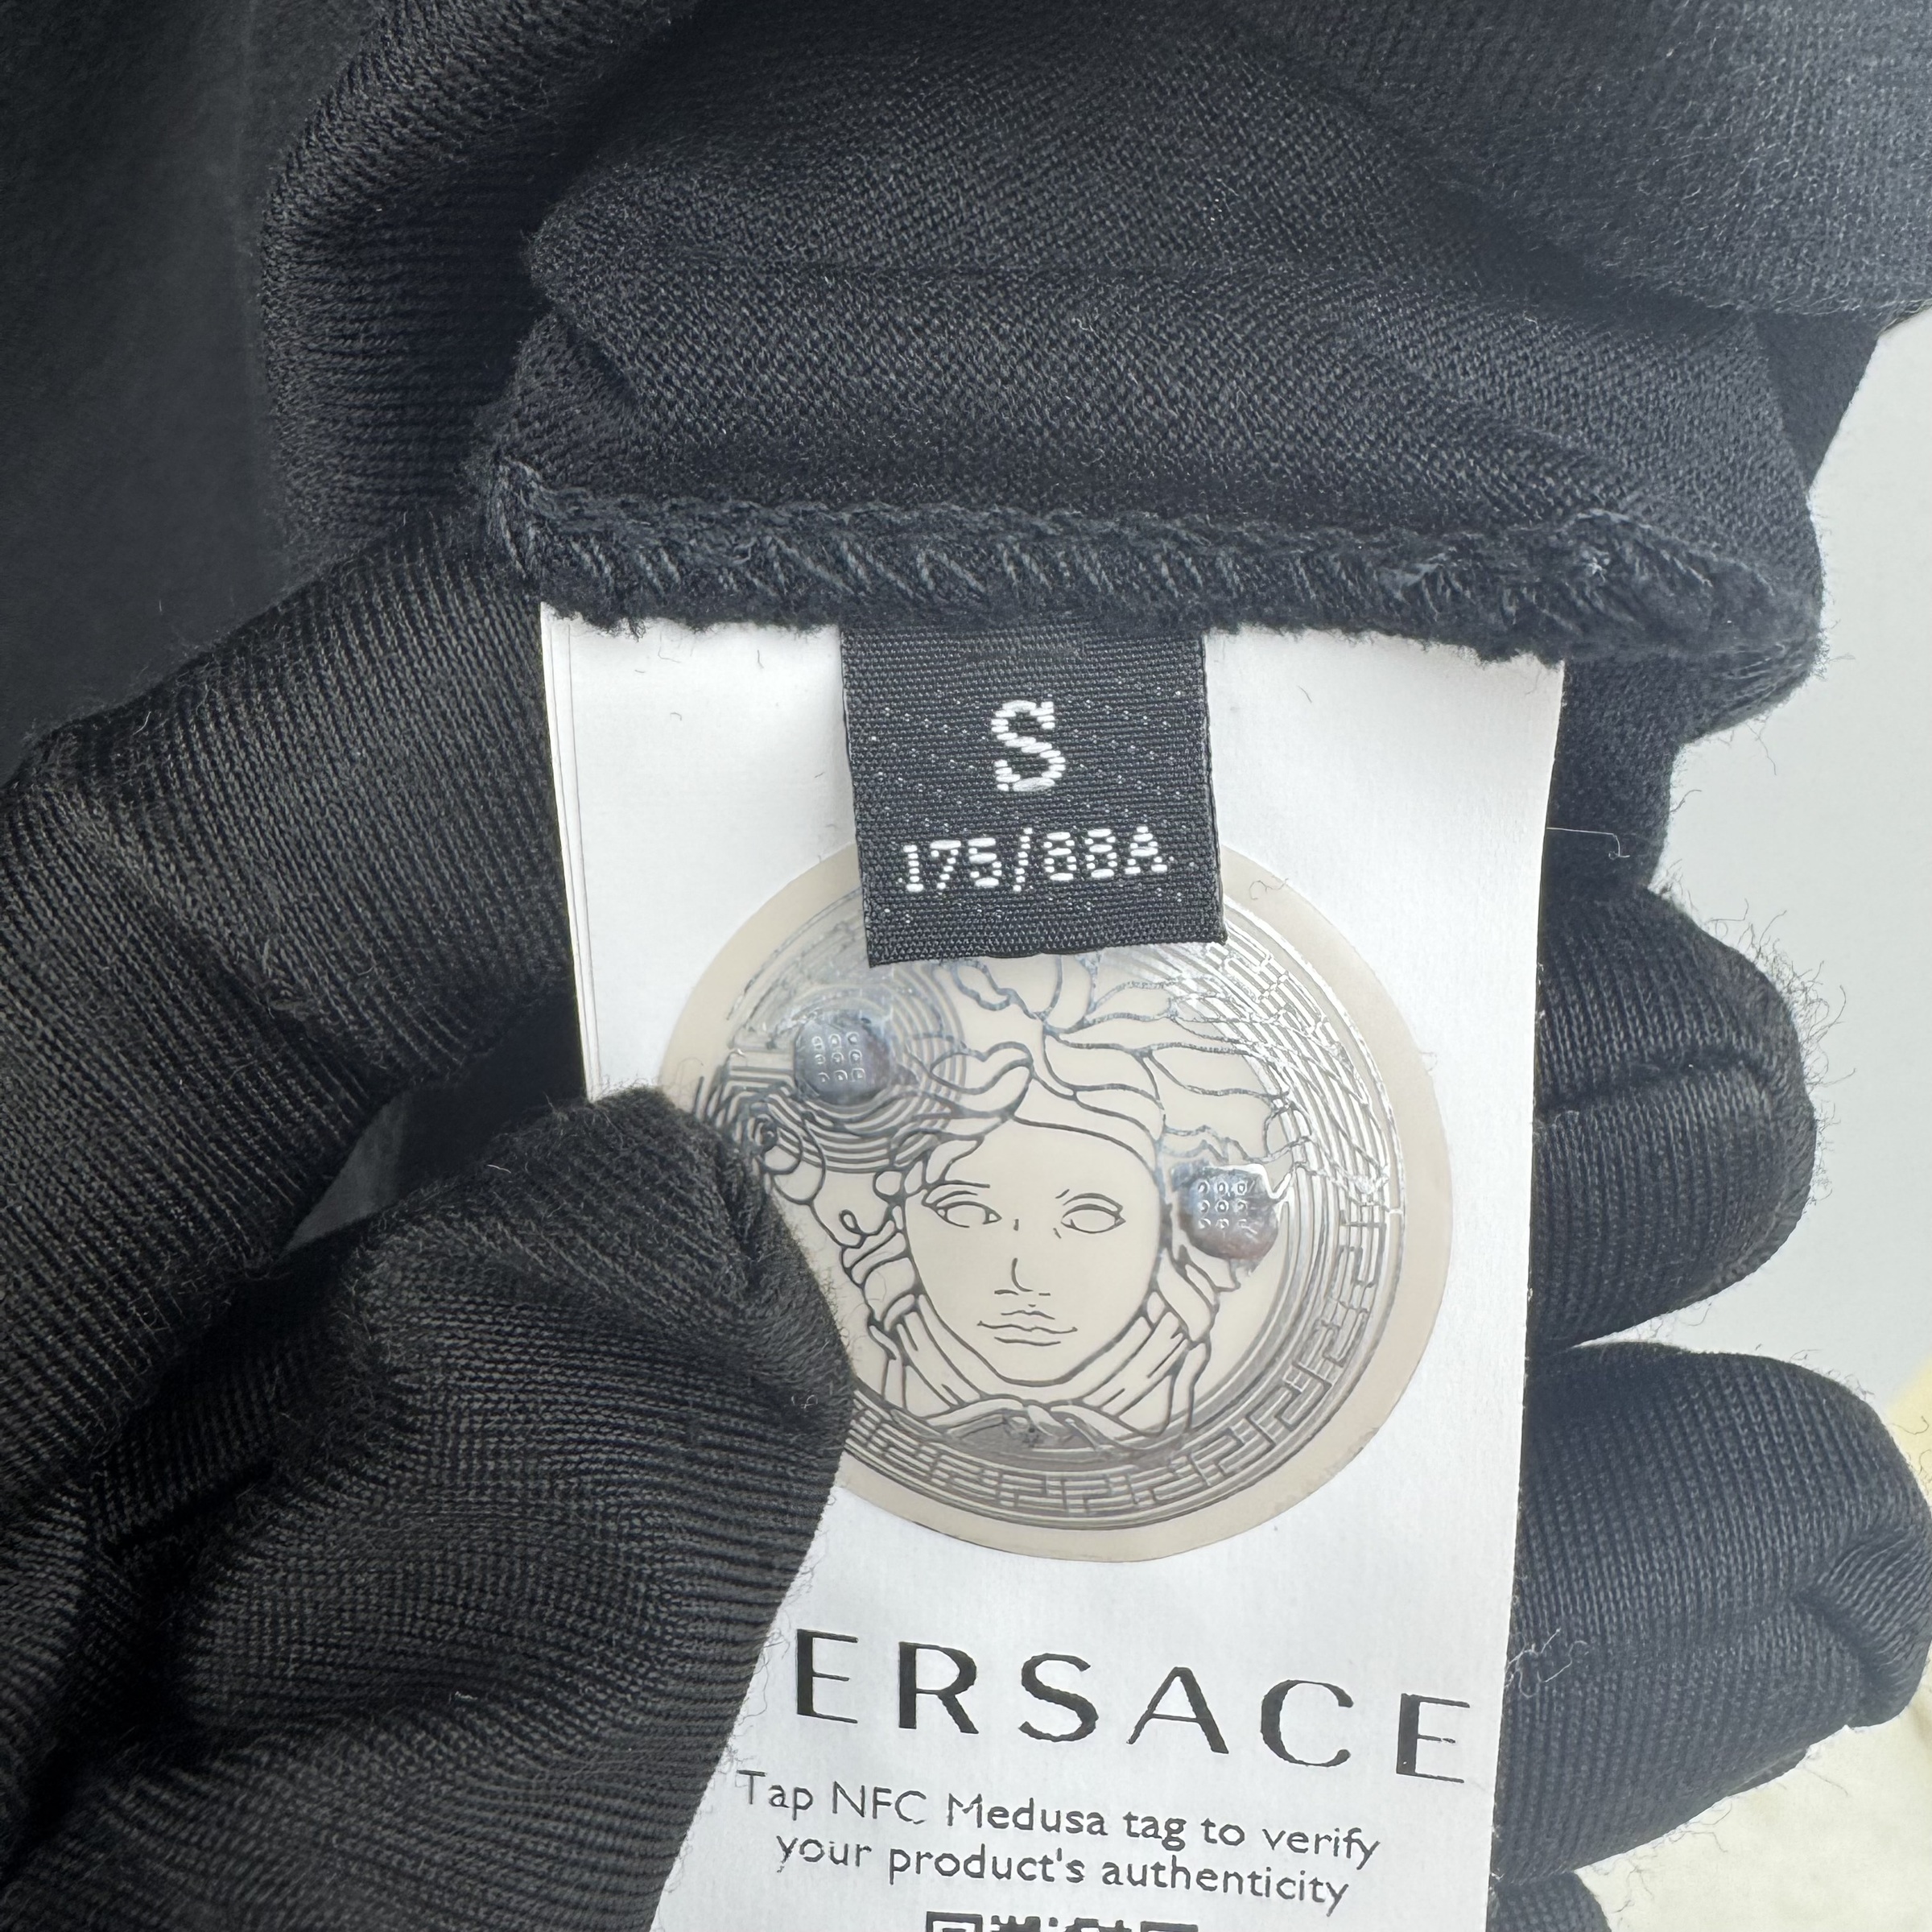 S
175/88A
ERSACE
Tap NFC Medusa tag to verify
your product's authenticity